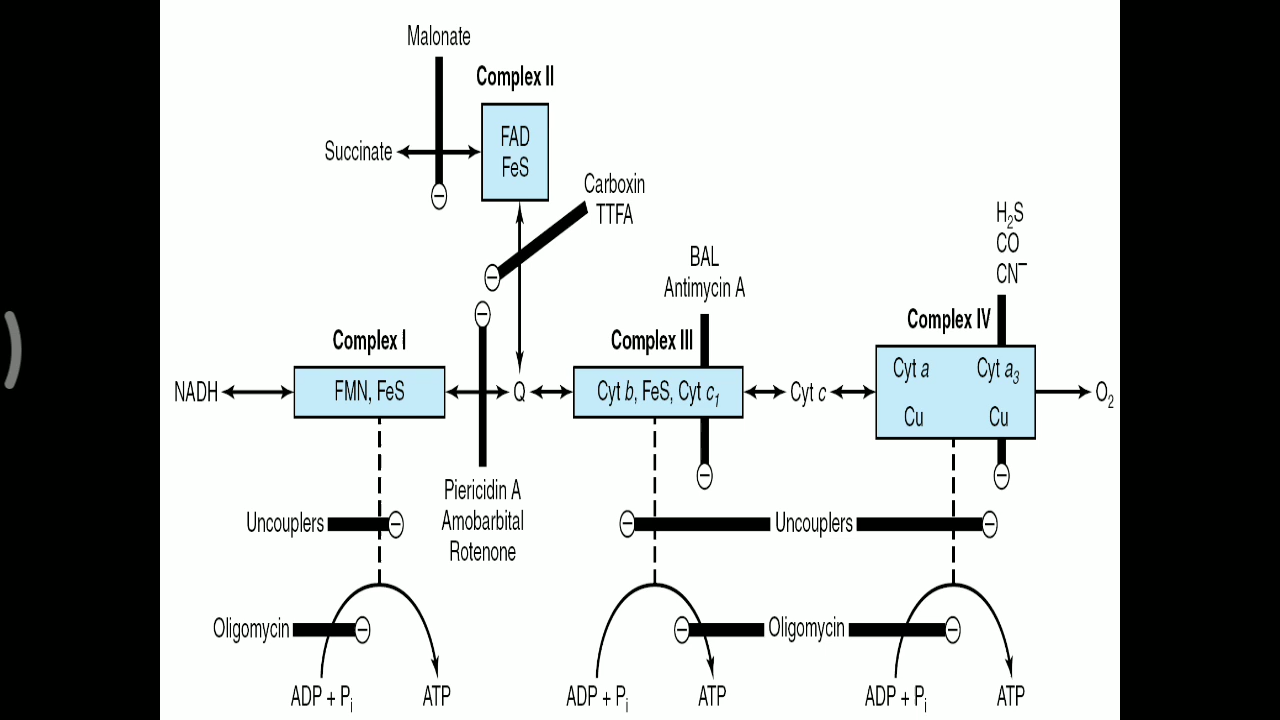 Malonate
Complex II
FAD
FeS
Succinate
Carboxin
TTFA
H₂S
CO
CN⁻
BAL
Antimycin A
Complex I
Complex III
Complex IV
NADH
FMN, FeS
Q
Cyt b, FeS, Cyt c₁
Cyt c
Cyt a
Cyt a₃
Cu
Cu
O₂
Piericidin A
Amobarbital
Rotenone
Uncouplers
Uncouplers
Oligomycin
Oligomycin
ADP + Pᵢ
ATP
ADP + Pᵢ
ATP
ADP + Pᵢ
ATP